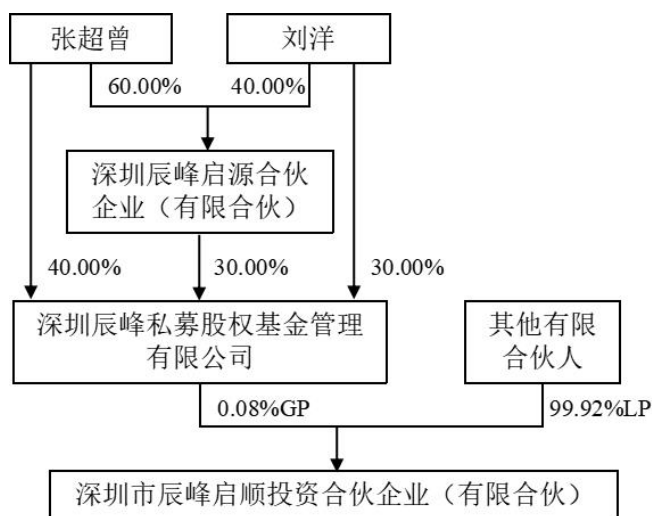 张超曾
刘洋
60.00%
40.00%
深圳辰峰启源合伙
企业（有限合伙）
40.00%
30.00%
30.00%
深圳辰峰私募股权基金管理
有限公司
其他有限
合伙人
0.08%GP
99.92%LP
深圳市辰峰启顺投资合伙企业（有限合伙）